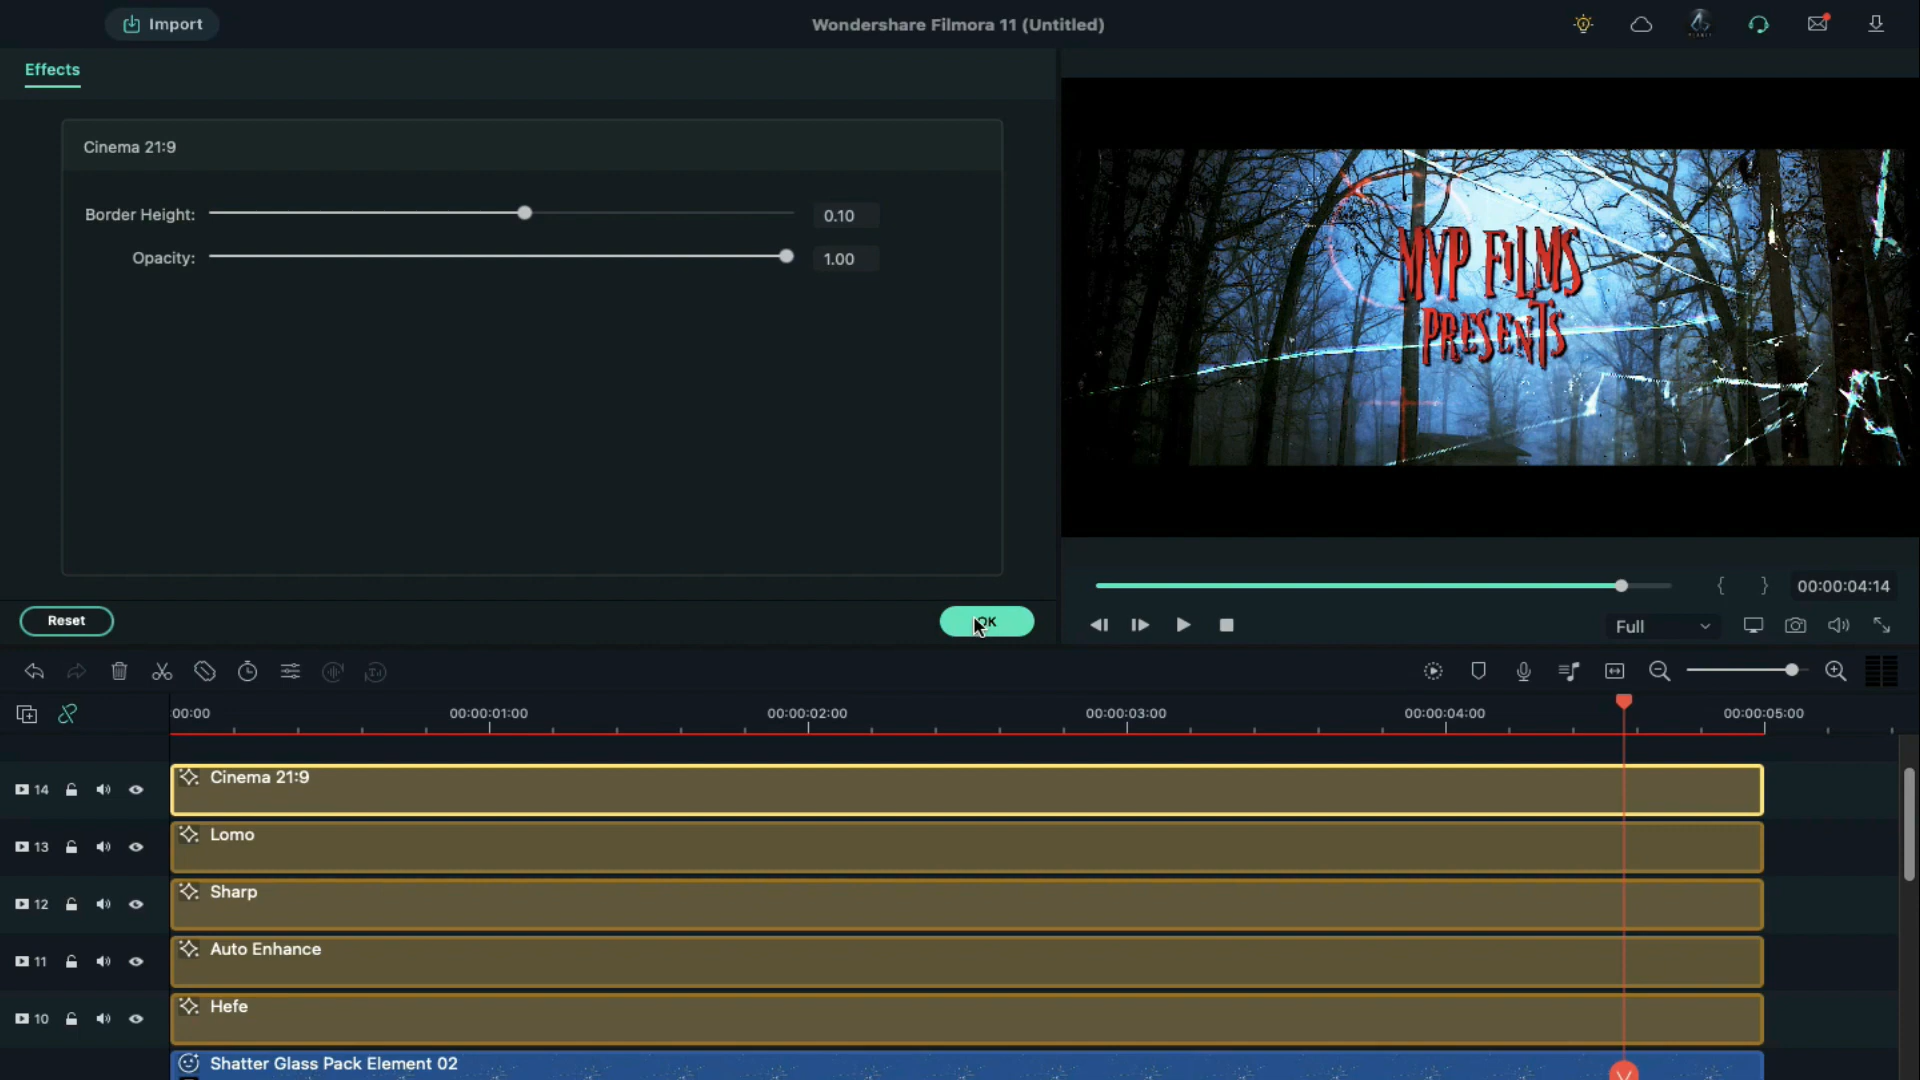 Import
Wondershare Filmora 11 (Untitled)
Effects
Cinema 21:9
Border Height: 0.10
Opacity: 1.00
MVP FILMS
PRESENTS
Reset
OK
00:00:04:14
Full
:00:00
00:00:01:00
00:00:02:00
00:00:03:00
00:00:04:00
00:00:05:00
14
Cinema 21:9
13
Lomo
12
Sharp
11
Auto Enhance
10
Hefe
Shatter Glass Pack Element 02